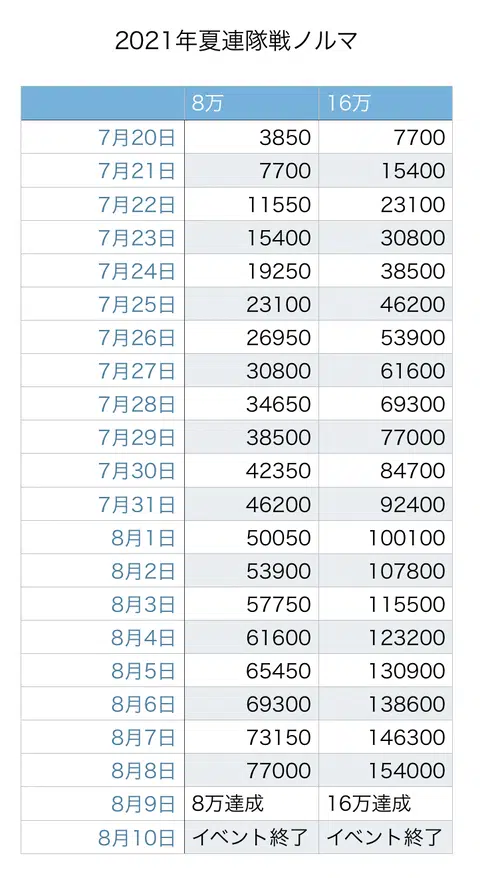 2021年夏連隊戦ノルマ
8万 16万
7月20日 3850 7700
7月21日 7700 15400
7月22日 11550 23100
7月23日 15400 30800
7月24日 19250 38500
7月25日 23100 46200
7月26日 26950 53900
7月27日 30800 61600
7月28日 34650 69300
7月29日 38500 77000
7月30日 42350 84700
7月31日 46200 92400
8月1日 50050 100100
8月2日 53900 107800
8月3日 57750 115500
8月4日 61600 123200
8月5日 65450 130900
8月6日 69300 138600
8月7日 73150 146300
8月8日 77000 154000
8月9日 8万達成 16万達成
8月10日 イベント終了 イベント終了